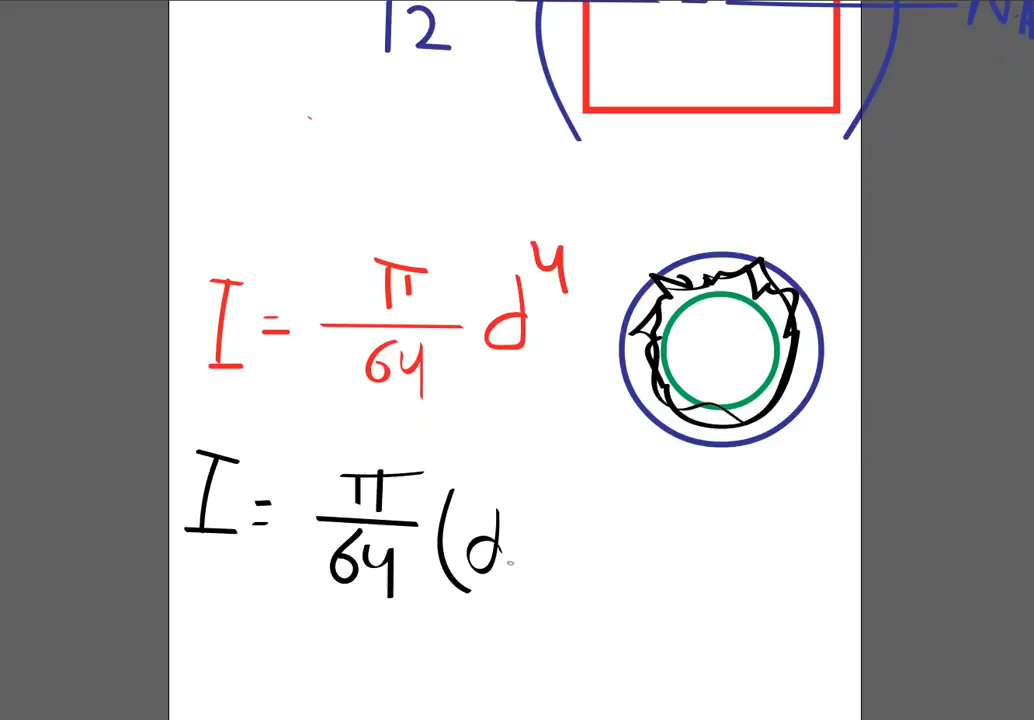 12
I = π/64 d⁴
I = π/64 (d